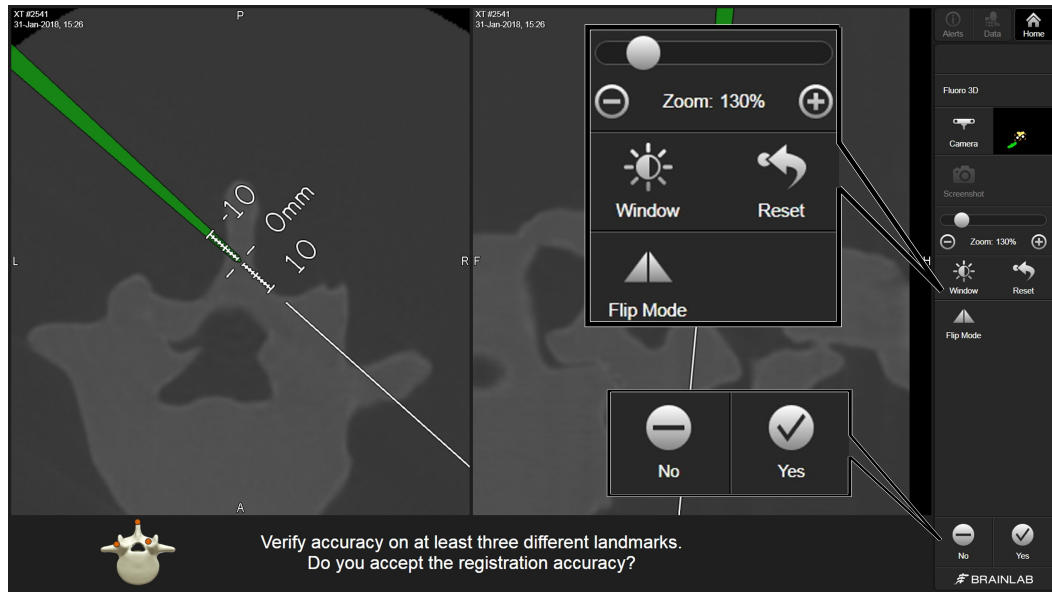 XT #2541
31-Jan-2018, 15:26
P
L
R
A
-10
0mm
10
XT #2541
31-Jan-2018, 15:26
F
H
Zoom: 130%
Window
Reset
Flip Mode
No
Yes
Alerts
Data
Home
Fluoro 3D
Camera
Screenshot
Zoom: 130%
Window
Reset
Flip Mode
No
Yes
BRAINLAB
Verify accuracy on at least three different landmarks.
Do you accept the registration accuracy?